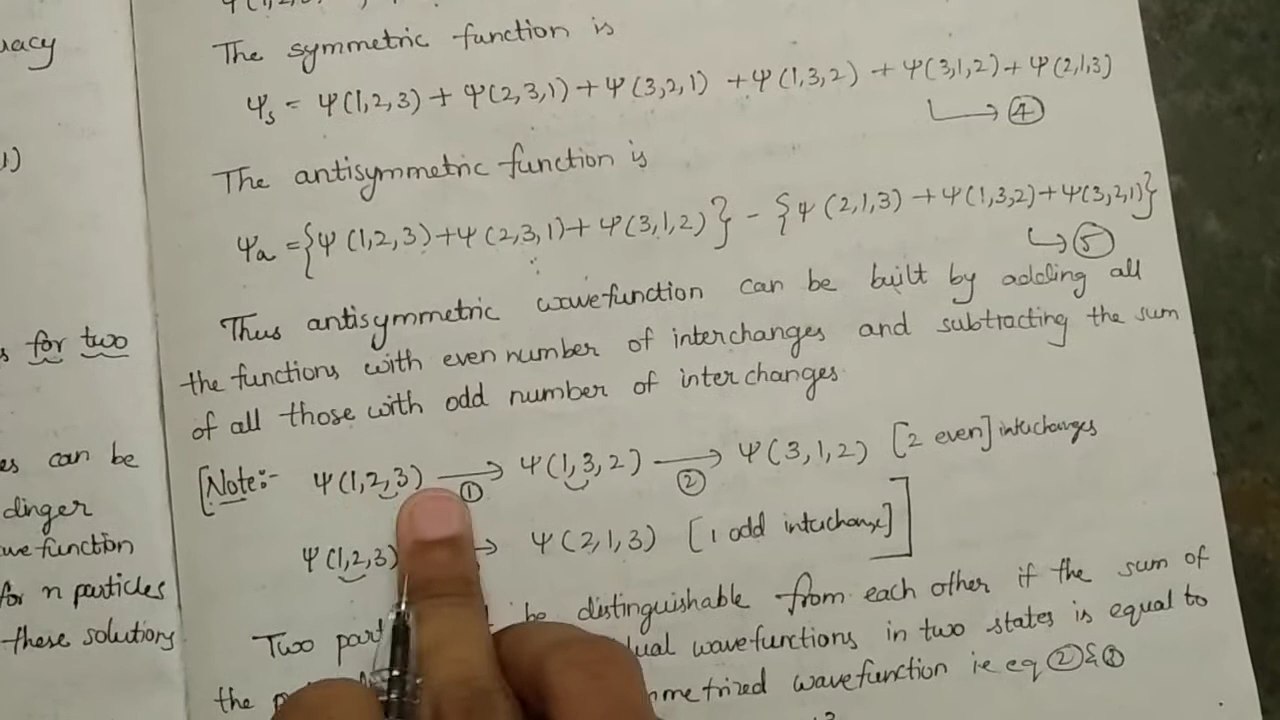 uacy
1)
s for two
es can be
dinger
we function
for n particles
these solutions
The symmetric function is
Ψs = Ψ(1,2,3) + Ψ(2,3,1) + Ψ(3,2,1) + Ψ(1,3,2) + Ψ(3,1,2) + Ψ(2,1,3)
→ ④
The antisymmetric function is
Ψa = {Ψ(1,2,3) + Ψ(2,3,1) + Ψ(3,1,2)} - {Ψ(2,1,3) + Ψ(1,3,2) + Ψ(3,2,1)}
→ ⑤
Thus antisymmetric wavefunction can be built by adding all
the functions with even number of interchanges and subtracting the sum
of all those with odd number of interchanges
[Note:- Ψ(1,2,3) →① Ψ(1,3,2) →② Ψ(3,1,2) [2 even] interchanges
Ψ(1,2,3) → Ψ(2,1,3) [1 odd interchange]]
Two part be distinguishable from each other if the sum of
dual wavefunctions in two states is equal to
the metrized wavefunction ie eq ② &